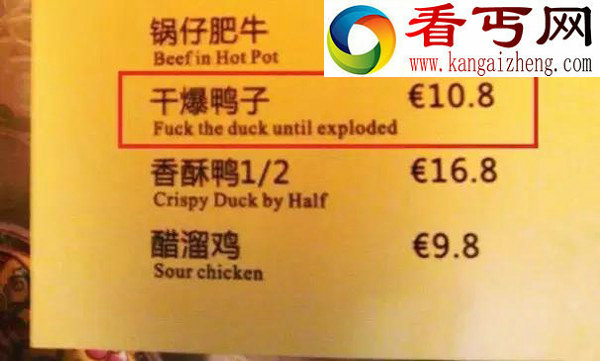 看丐网
www.kangaizheng.com
锅仔肥牛
Beef in Hot Pot
干爆鸭子 €10.8
Fuck the duck until exploded
香酥鸭1/2 €16.8
Crispy Duck by Half
醋溜鸡 €9.8
Sour chicken